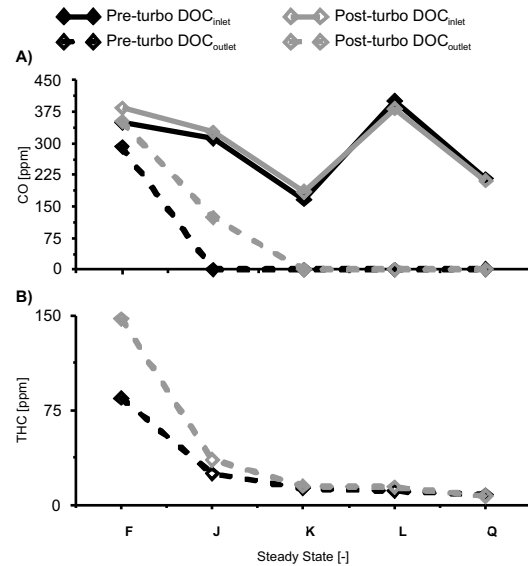 Pre-turbo DOCinlet Post-turbo DOCinlet
Pre-turbo DOCoutlet Post-turbo DOCoutlet
A)
450
375
300
225
150
75
0
CO [ppm]
B)
150
75
0
THC [ppm]
F J K L Q
Steady State [-]